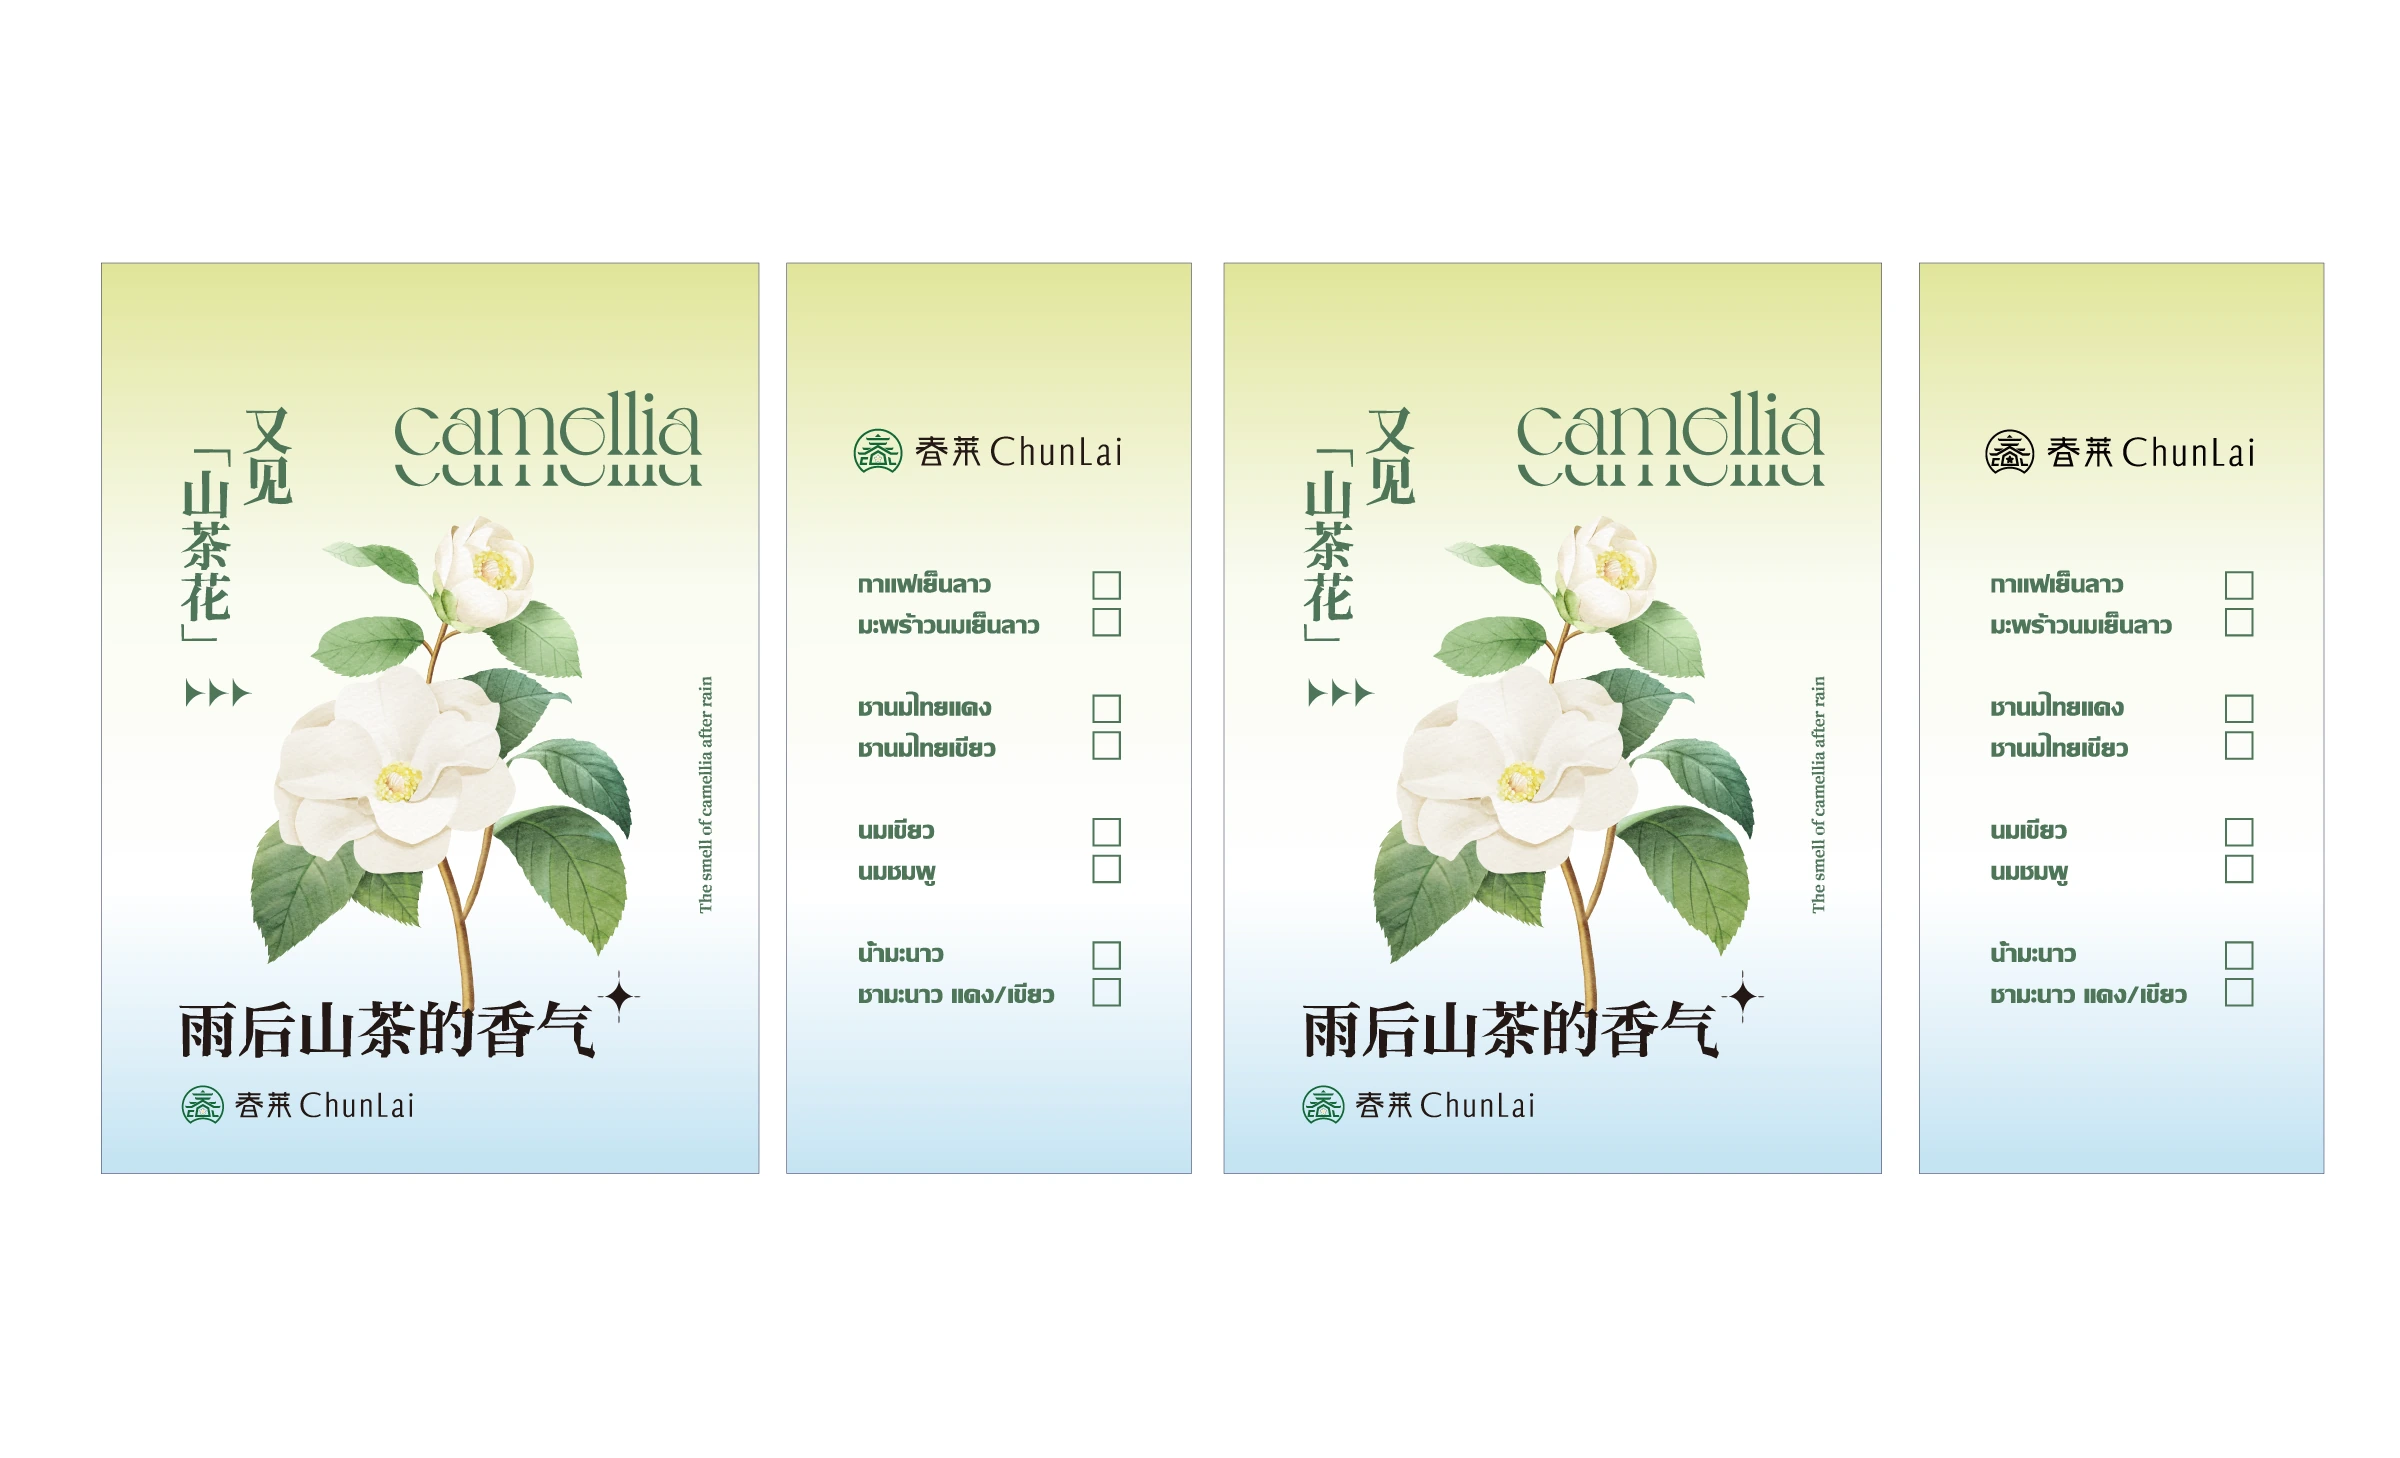 又见
「山茶花」
camellia
The smell of camellia after rain
雨后山茶的香气
春莱 ChunLai
春莱 ChunLai
กาแฟเย็นลาว
มะพร้าวนมเย็นลาว
ชานมไทยแดง
ชานมไทยเขียว
นมเขียว
นมชมพู
น้ำมะนาว
ชามะนาว แดง/เขียว
又见
「山茶花」
camellia
The smell of camellia after rain
雨后山茶的香气
春莱 ChunLai
春莱 ChunLai
กาแฟเย็นลาว
มะพร้าวนมเย็นลาว
ชานมไทยแดง
ชานมไทยเขียว
นมเขียว
นมชมพู
น้ำมะนาว
ชามะนาว แดง/เขียว